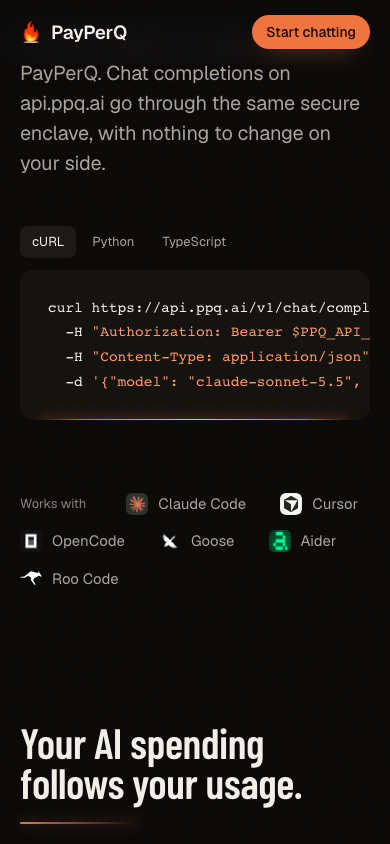 PayPerQ
Start chatting
PayPerQ. Chat completions on
api.ppq.ai go through the same secure
enclave, with nothing to change on
your side.
cURL Python TypeScript
curl https://api.ppq.ai/v1/chat/compl
-H "Authorization: Bearer $PPQ_API_
-H "Content-Type: application/json"
-d '{"model": "claude-sonnet-5.5",
Works with Claude Code Cursor
OpenCode Goose Aider
Roo Code
Your AI spending
follows your usage.